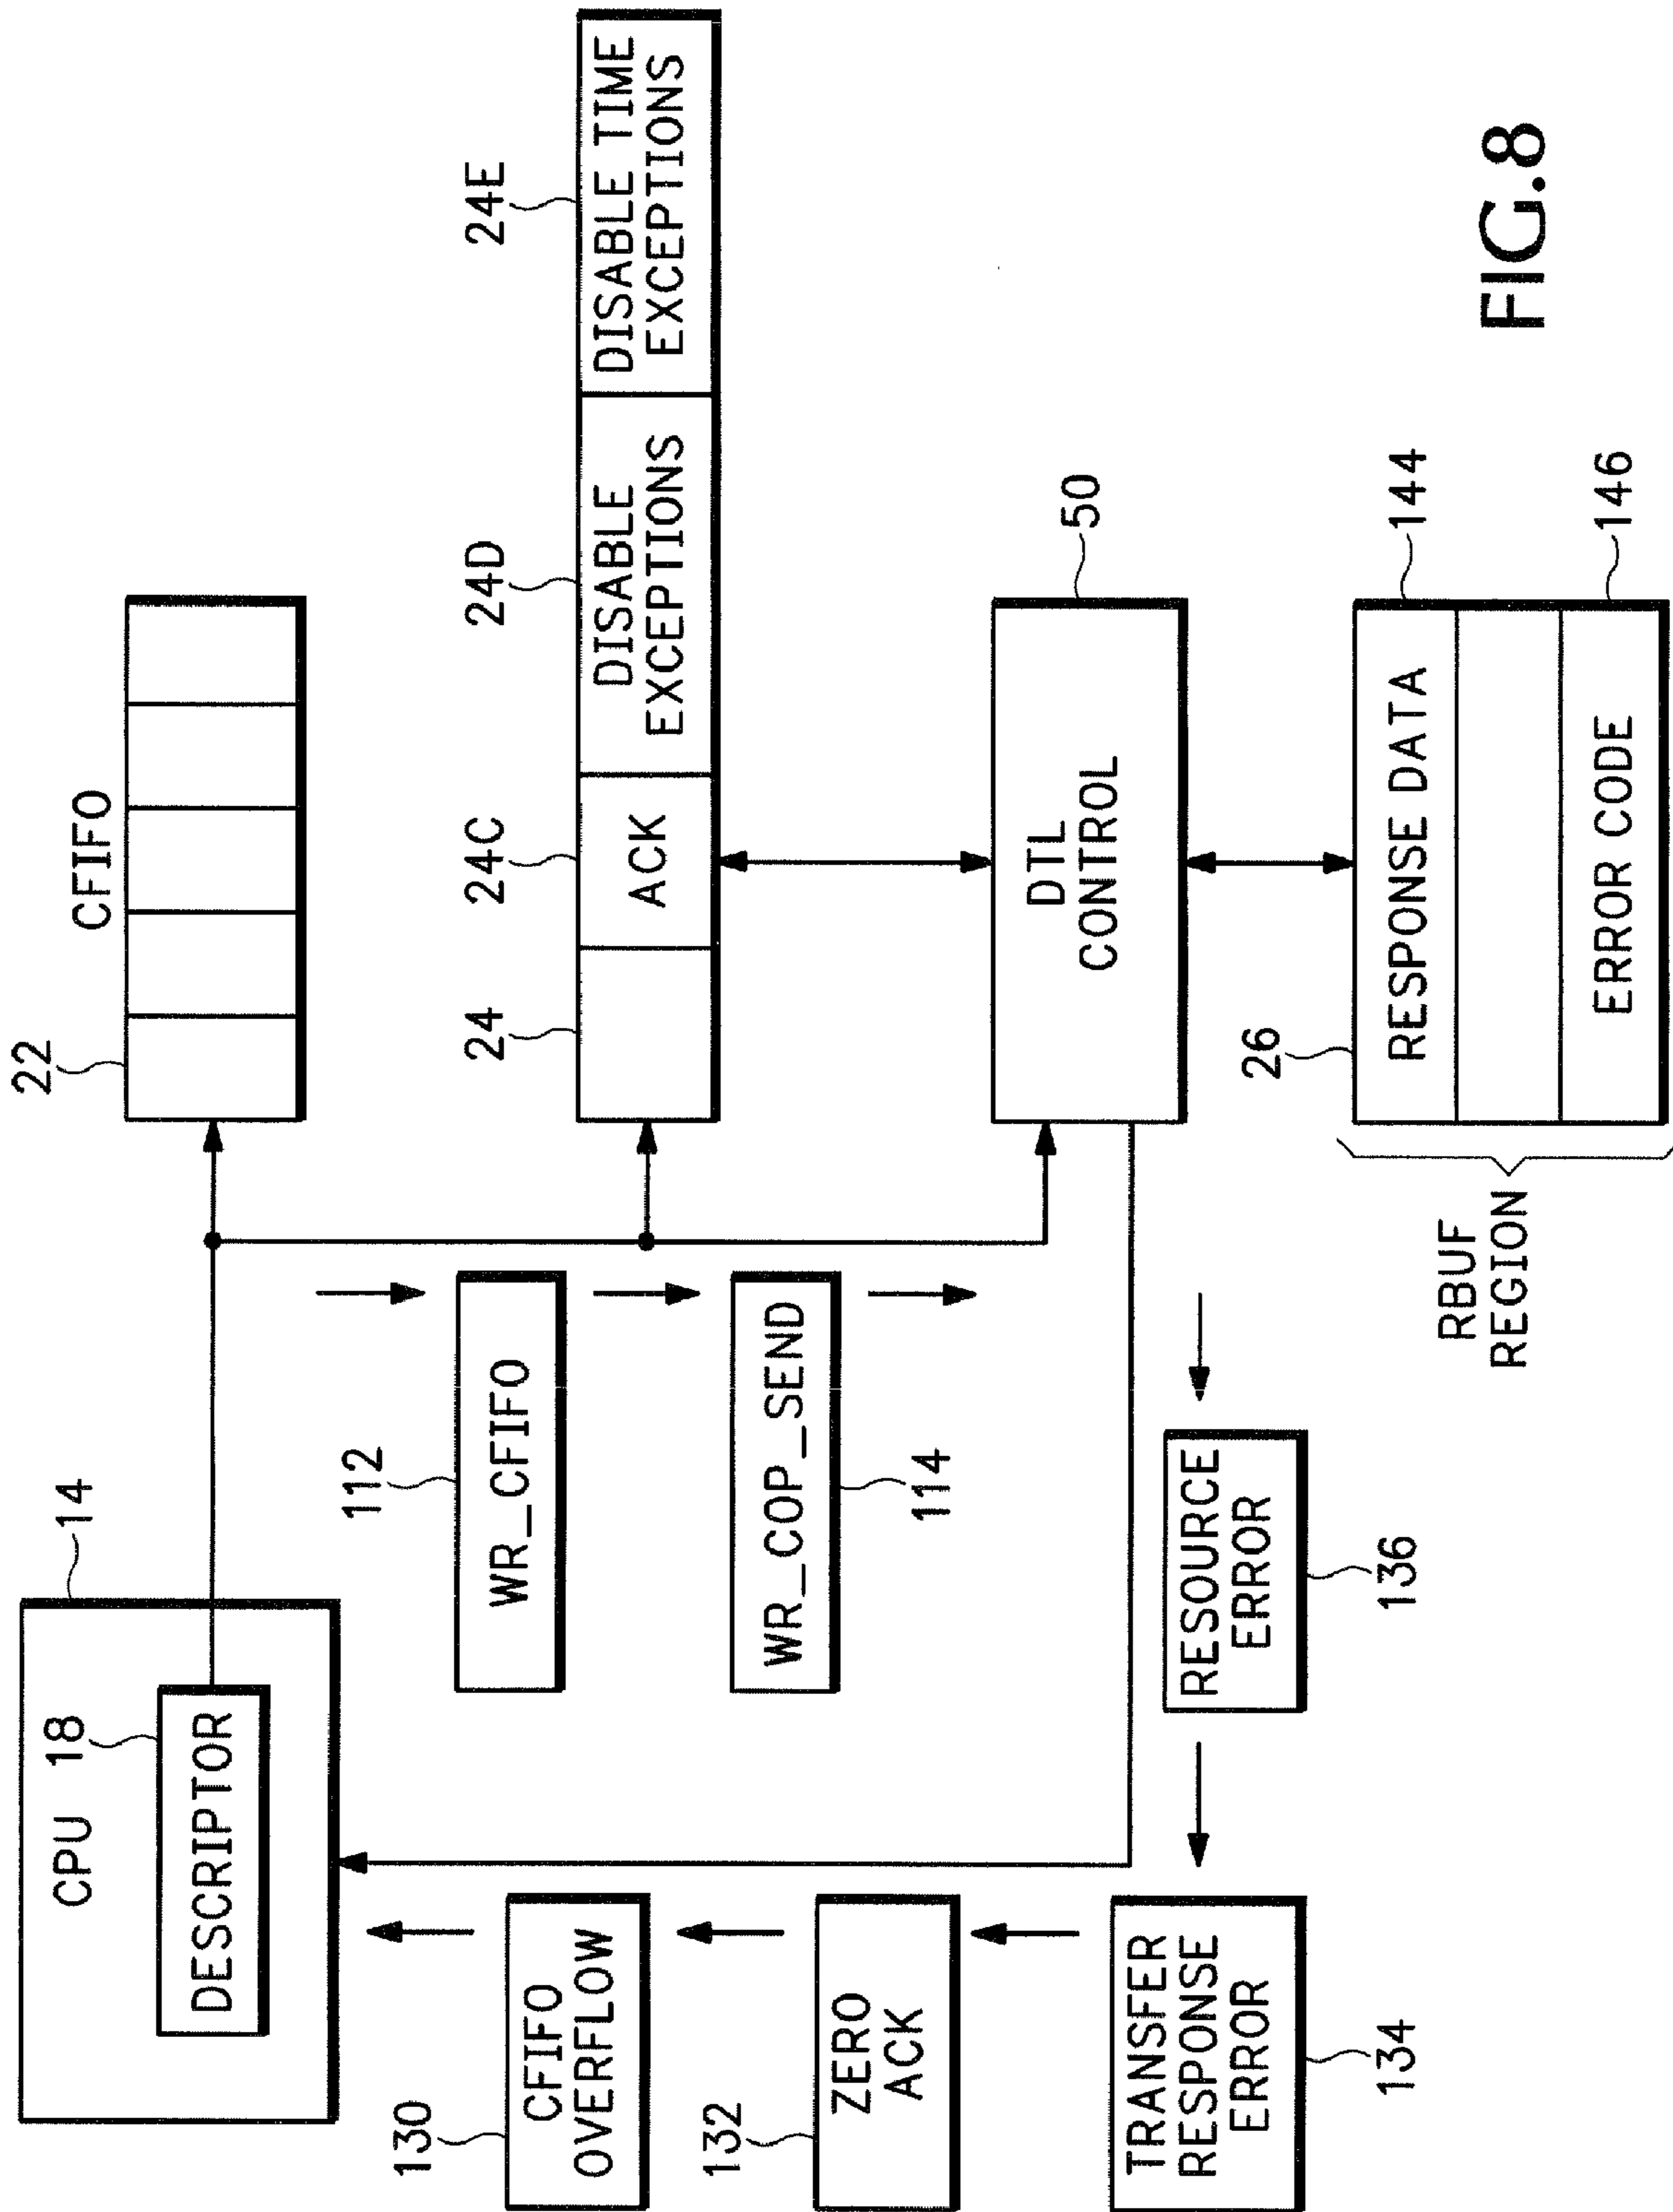 14
CPU
18
DESCRIPTOR
22
CFIFO
112
WR_CFIFO
WR_COP_SEND
114
24
24C
24D
24E
ACK
DISABLE
EXCEPTIONS
DISABLE TIME
EXCEPTIONS
130
CFIFO
OVERFLOW
132
ZERO
ACK
TRANSFER
RESPONSE
ERROR
134
RESOURCE
ERROR
136
DTL
CONTROL
50
RBUF
REGION
26
RESPONSE DATA
144
ERROR CODE
146
FIG.8